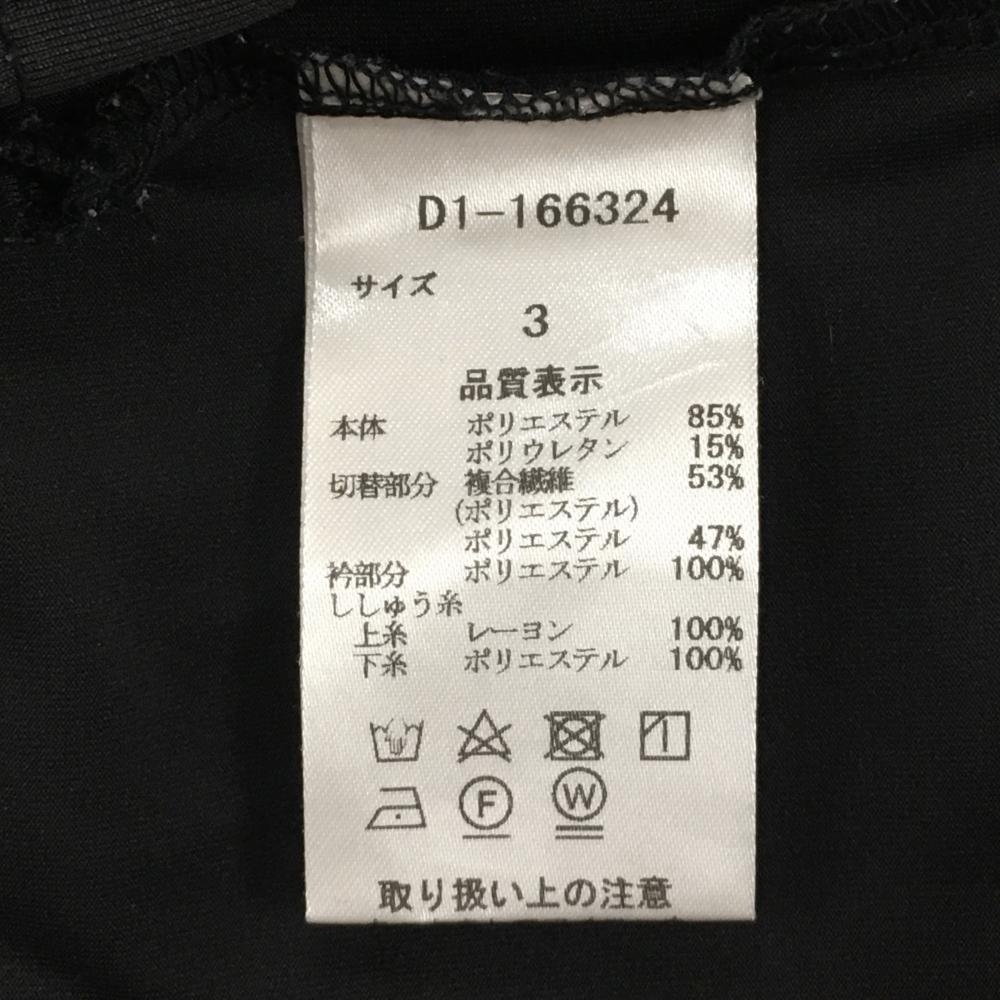 D1-166324
サイズ
3
品質表示
本体 ポリエステル 85%
ポリウレタン 15%
切替部分 複合繊維 53%
(ポリエステル)
ポリエステル 47%
衿部分 ポリエステル 100%
ししゅう糸
上糸 レーヨン 100%
下糸 ポリエステル 100%
F W
取り扱い上の注意